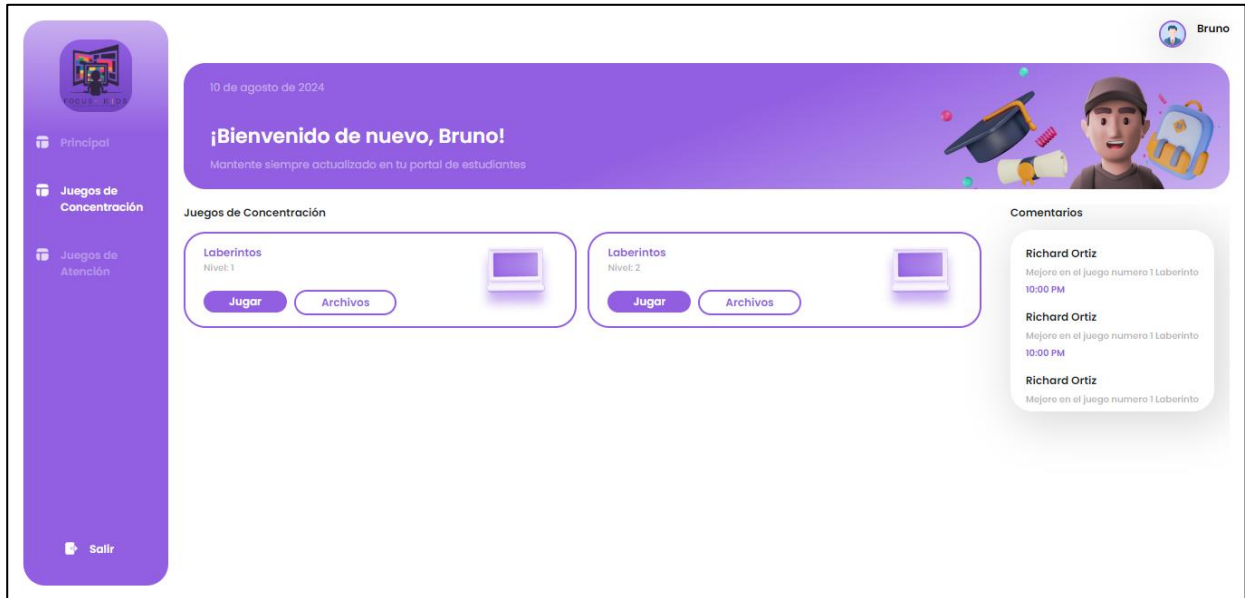 FOCUS KIDS
Principal
Juegos de
Concentración
Juegos de
Atención
Salir
Bruno
10 de agosto de 2024
¡Bienvenido de nuevo, Bruno!
Mantente siempre actualizado en tu portal de estudiantes
Juegos de Concentración
Laberintos
Nivel: 1
Jugar
Archivos
Laberintos
Nivel: 2
Jugar
Archivos
Comentarios
Richard Ortiz
Mejore en el juego numero 1 Laberinto
10:00 PM
Richard Ortiz
Mejore en el juego numero 1 Laberinto
10:00 PM
Richard Ortiz
Mejore en el juego numero 1 Laberinto